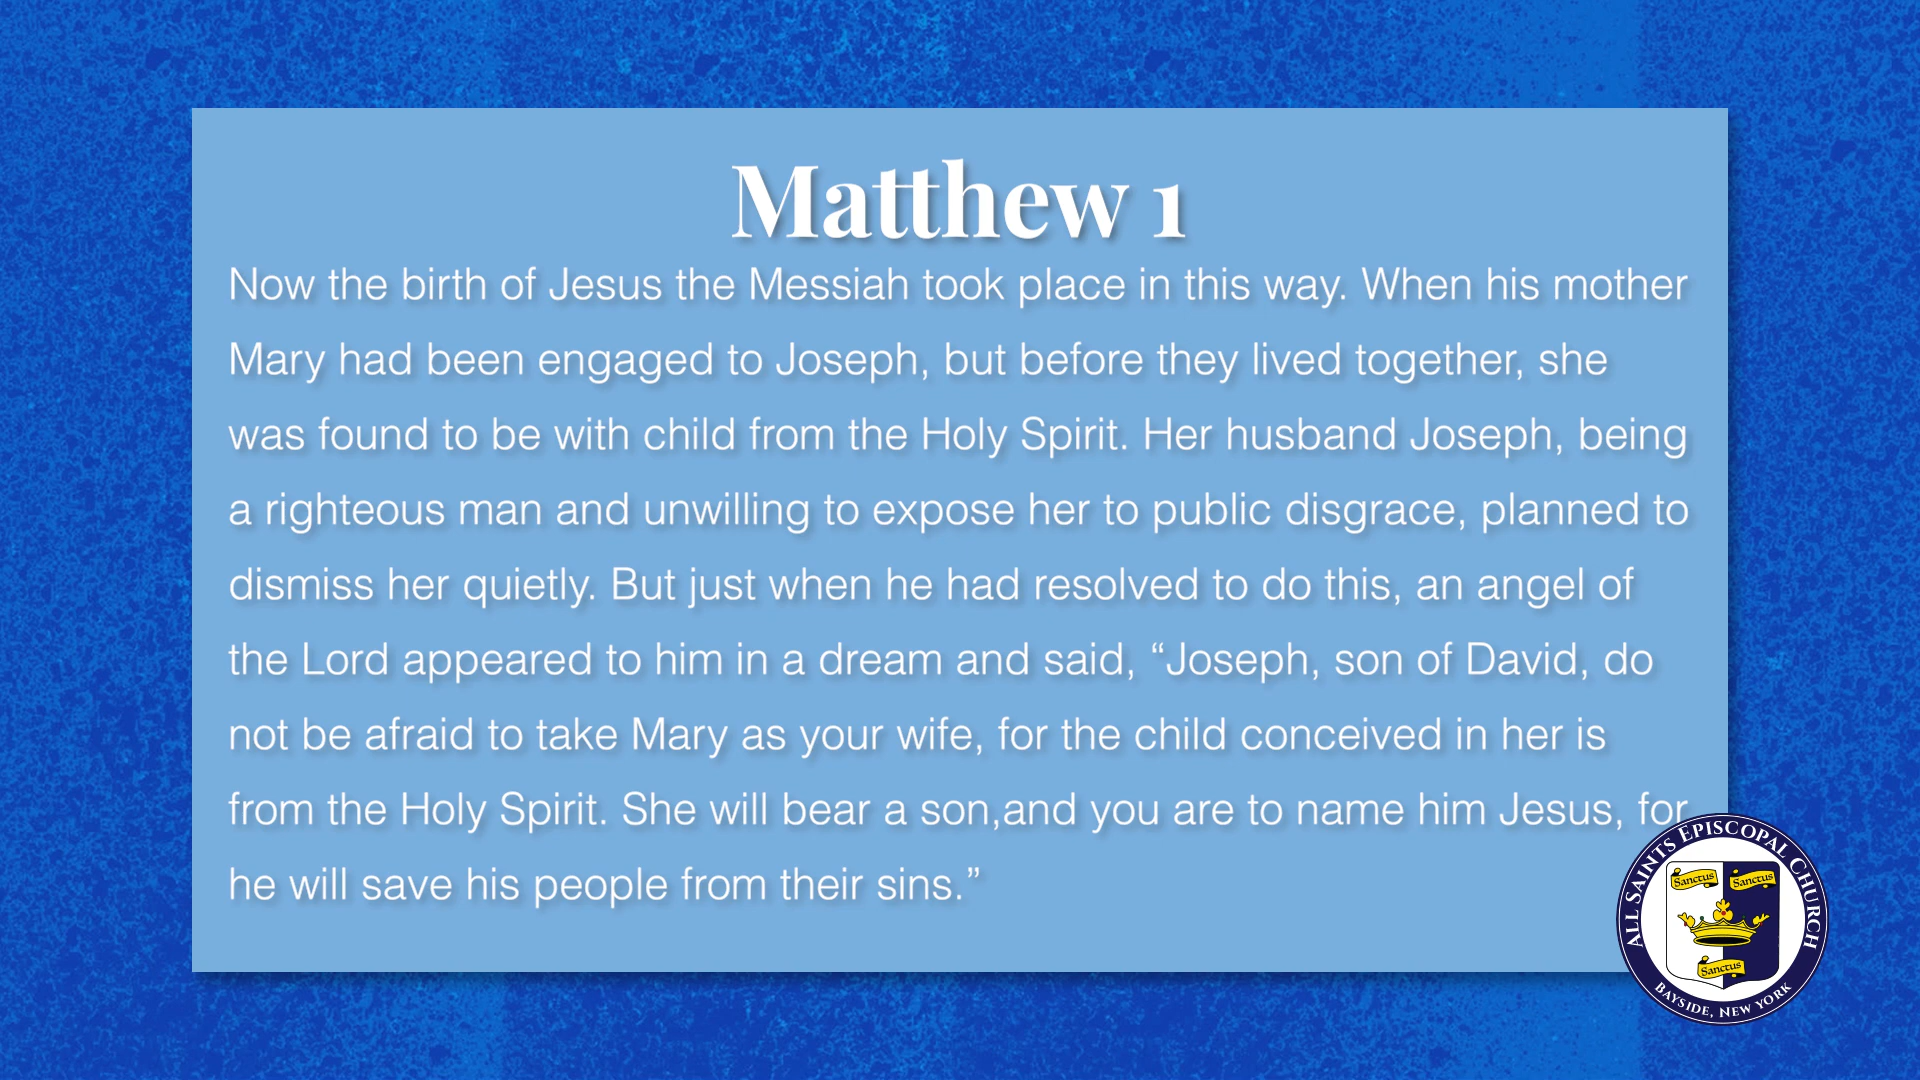 Matthew 1
Now the birth of Jesus the Messiah took place in this way. When his mother
Mary had been engaged to Joseph, but before they lived together, she
was found to be with child from the Holy Spirit. Her husband Joseph, being
a righteous man and unwilling to expose her to public disgrace, planned to
dismiss her quietly. But just when he had resolved to do this, an angel of
the Lord appeared to him in a dream and said, “Joseph, son of David, do
not be afraid to take Mary as your wife, for the child conceived in her is
from the Holy Spirit. She will bear a son,and you are to name him Jesus, for
he will save his people from their sins.”
ALL SAINTS EPISCOPAL CHURCH
Sanctus
Sanctus
Sanctus
BAYSIDE, NEW YORK